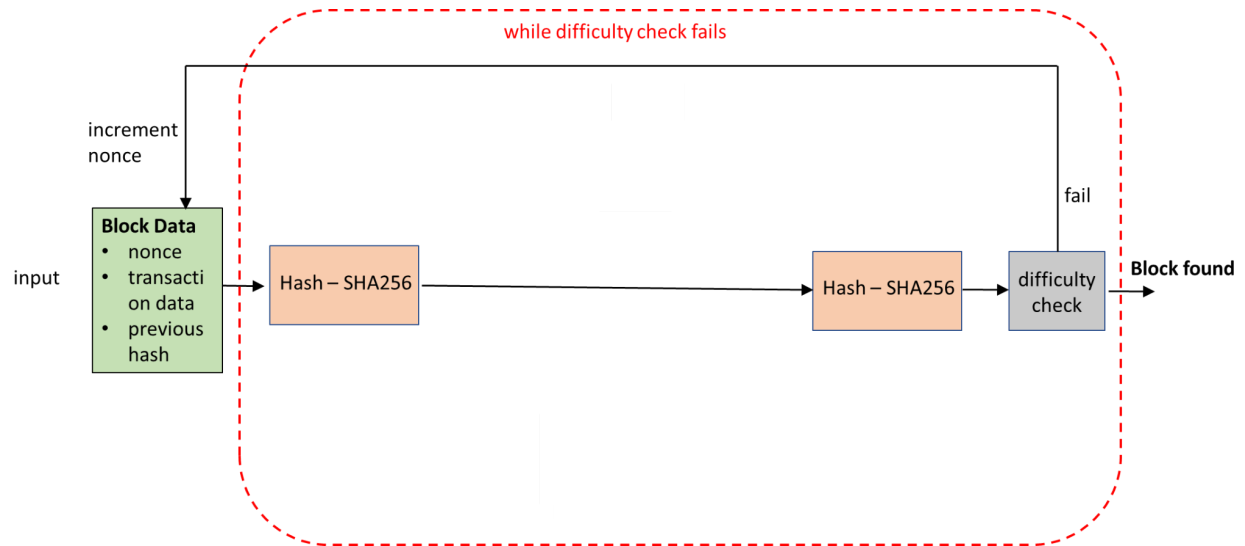 while difficulty check fails
increment
nonce
fail
input
Block Data
• nonce
• transacti
on data
• previous
hash
Hash – SHA256
Hash – SHA256
difficulty
check
Block found